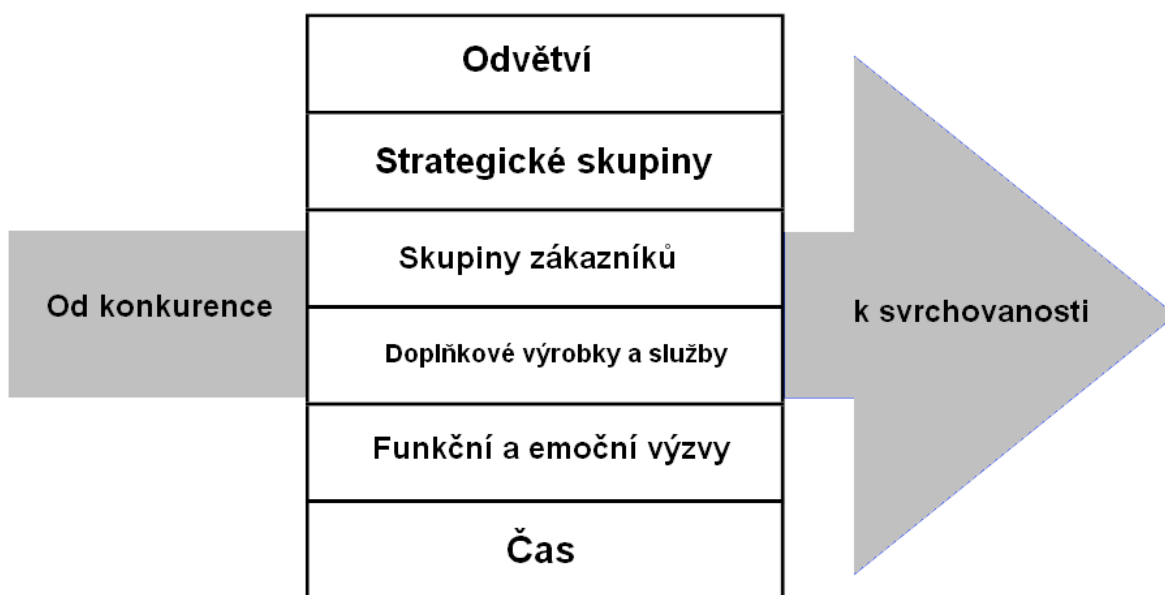 Odvětví
Strategické skupiny
Skupiny zákazníků
Od konkurence
k svrchovanosti
Doplňkové výrobky a služby
Funkční a emoční výzvy
Čas